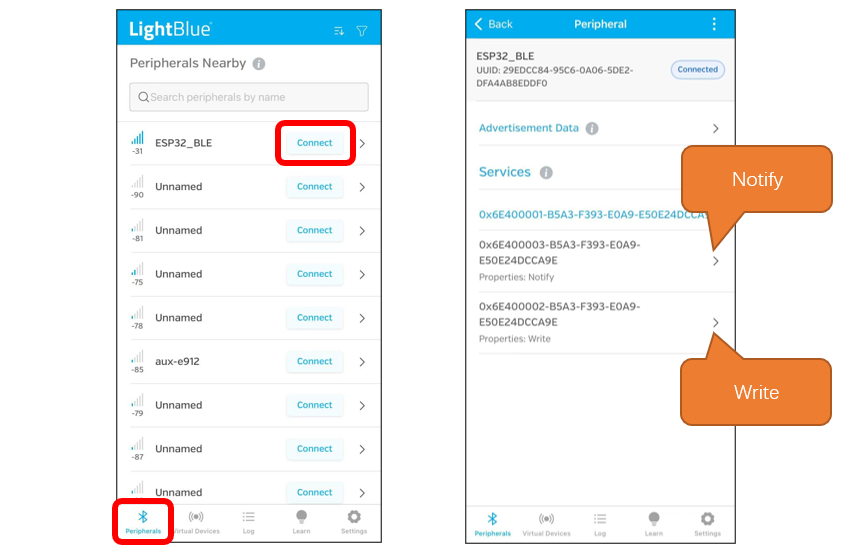 LightBlue
Peripherals Nearby
Search peripherals by name
-31 ESP32_BLE Connect
-90 Unnamed Connect
-81 Unnamed Connect
-75 Unnamed Connect
-78 Unnamed Connect
-85 aux-e912 Connect
-79 Unnamed Connect
-87 Unnamed Connect
Unnamed Connect
Peripherals Virtual Devices Log Learn Settings
Back Peripheral
ESP32_BLE
UUID: 29EDCC84-95C6-0A06-5DE2-
DFA4AB8EDDF0
Connected
Advertisement Data
Services
0x6E400001-B5A3-F393-E0A9-E50E24DCCA9
0x6E400003-B5A3-F393-E0A9-
E50E24DCCA9E
Properties: Notify
Notify
0x6E400002-B5A3-F393-E0A9-
E50E24DCCA9E
Properties: Write
Write
Peripherals Virtual Devices Log Learn Settings